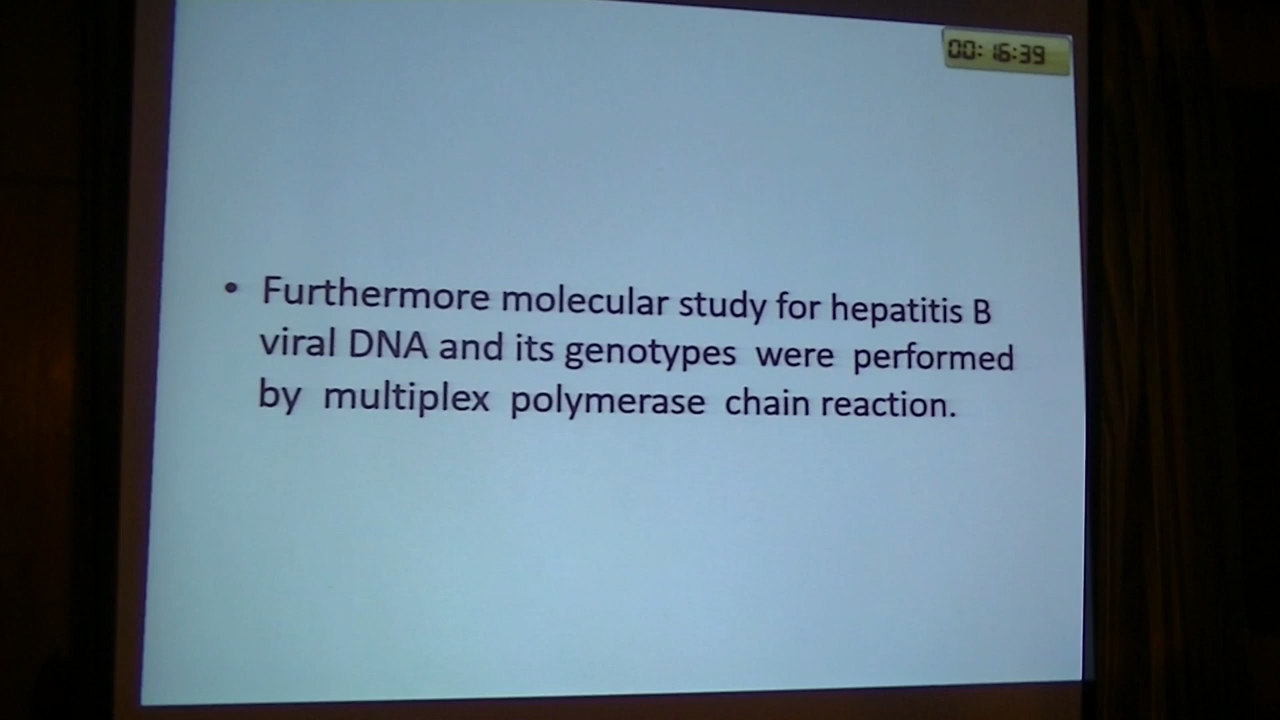 00:16:39
• Furthermore molecular study for hepatitis B
viral DNA and its genotypes were performed
by multiplex polymerase chain reaction.